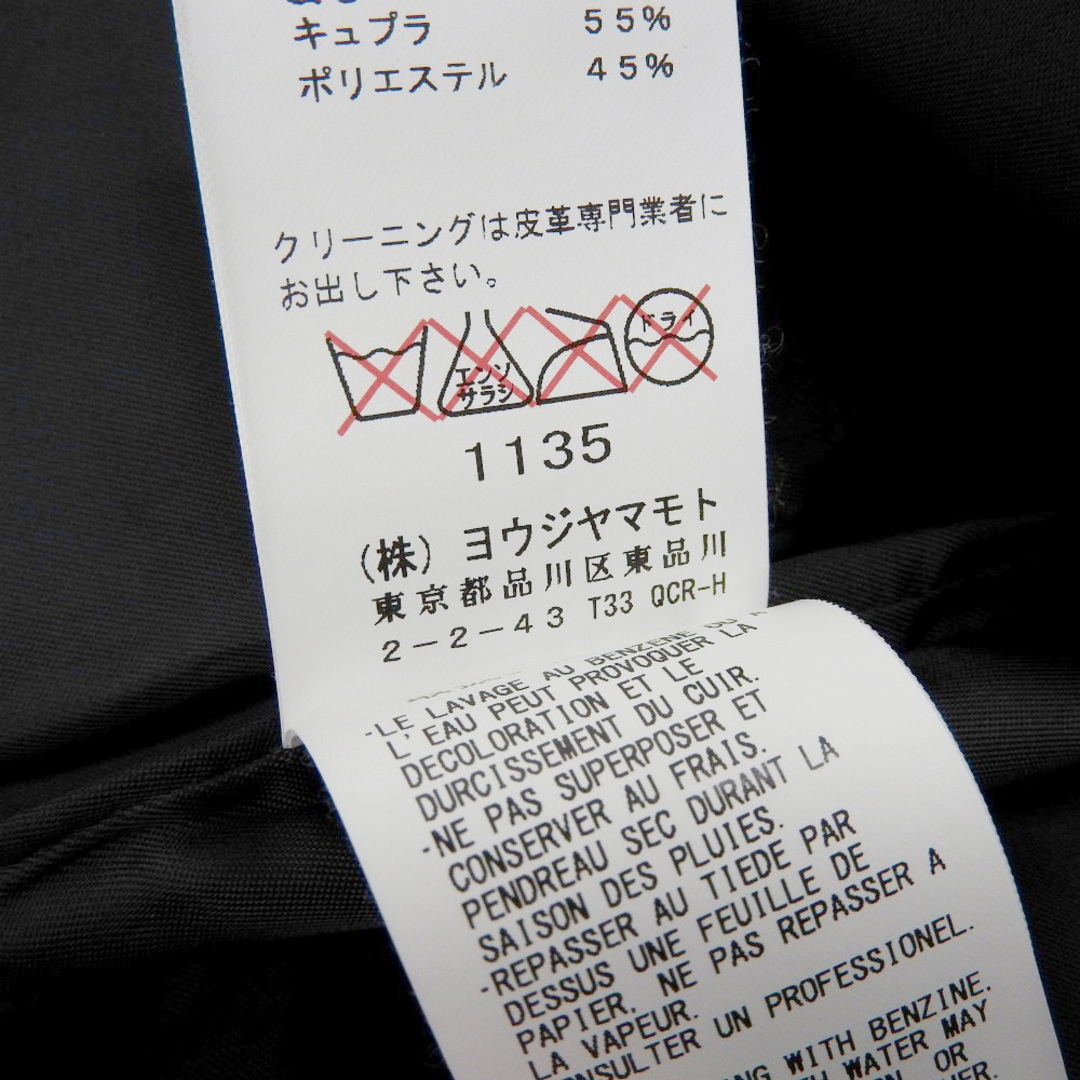 キュプラ 55%
ポリエステル 45%
クリーニングは皮革専門業者に
お出し下さい。
エンソ
サラシ
ドライ
1135
(株) ヨウジヤマモト
東京都品川区東品川
2-2-43 T33 QCR-H
-LE LAVAGE AU BENZENE OU A
L'EAU PEUT PROVOQUER LA
DECOLORATION ET LE
DURCISSEMENT DU CUIR.
-NE PAS SUPERPOSER ET
CONSERVER AU FRAIS.
PENDREAU SEC DURANT LA
SAISON DES PLUIES.
-REPASSER AU TIEDE PAR
DESSUS UNE FEUILLE DE
PAPIER. NE PAS REPASSER A
LA VAPEUR.
CONSULTER UN PROFESSIONEL.
WITH BENZINE.
WATER MAY
OR